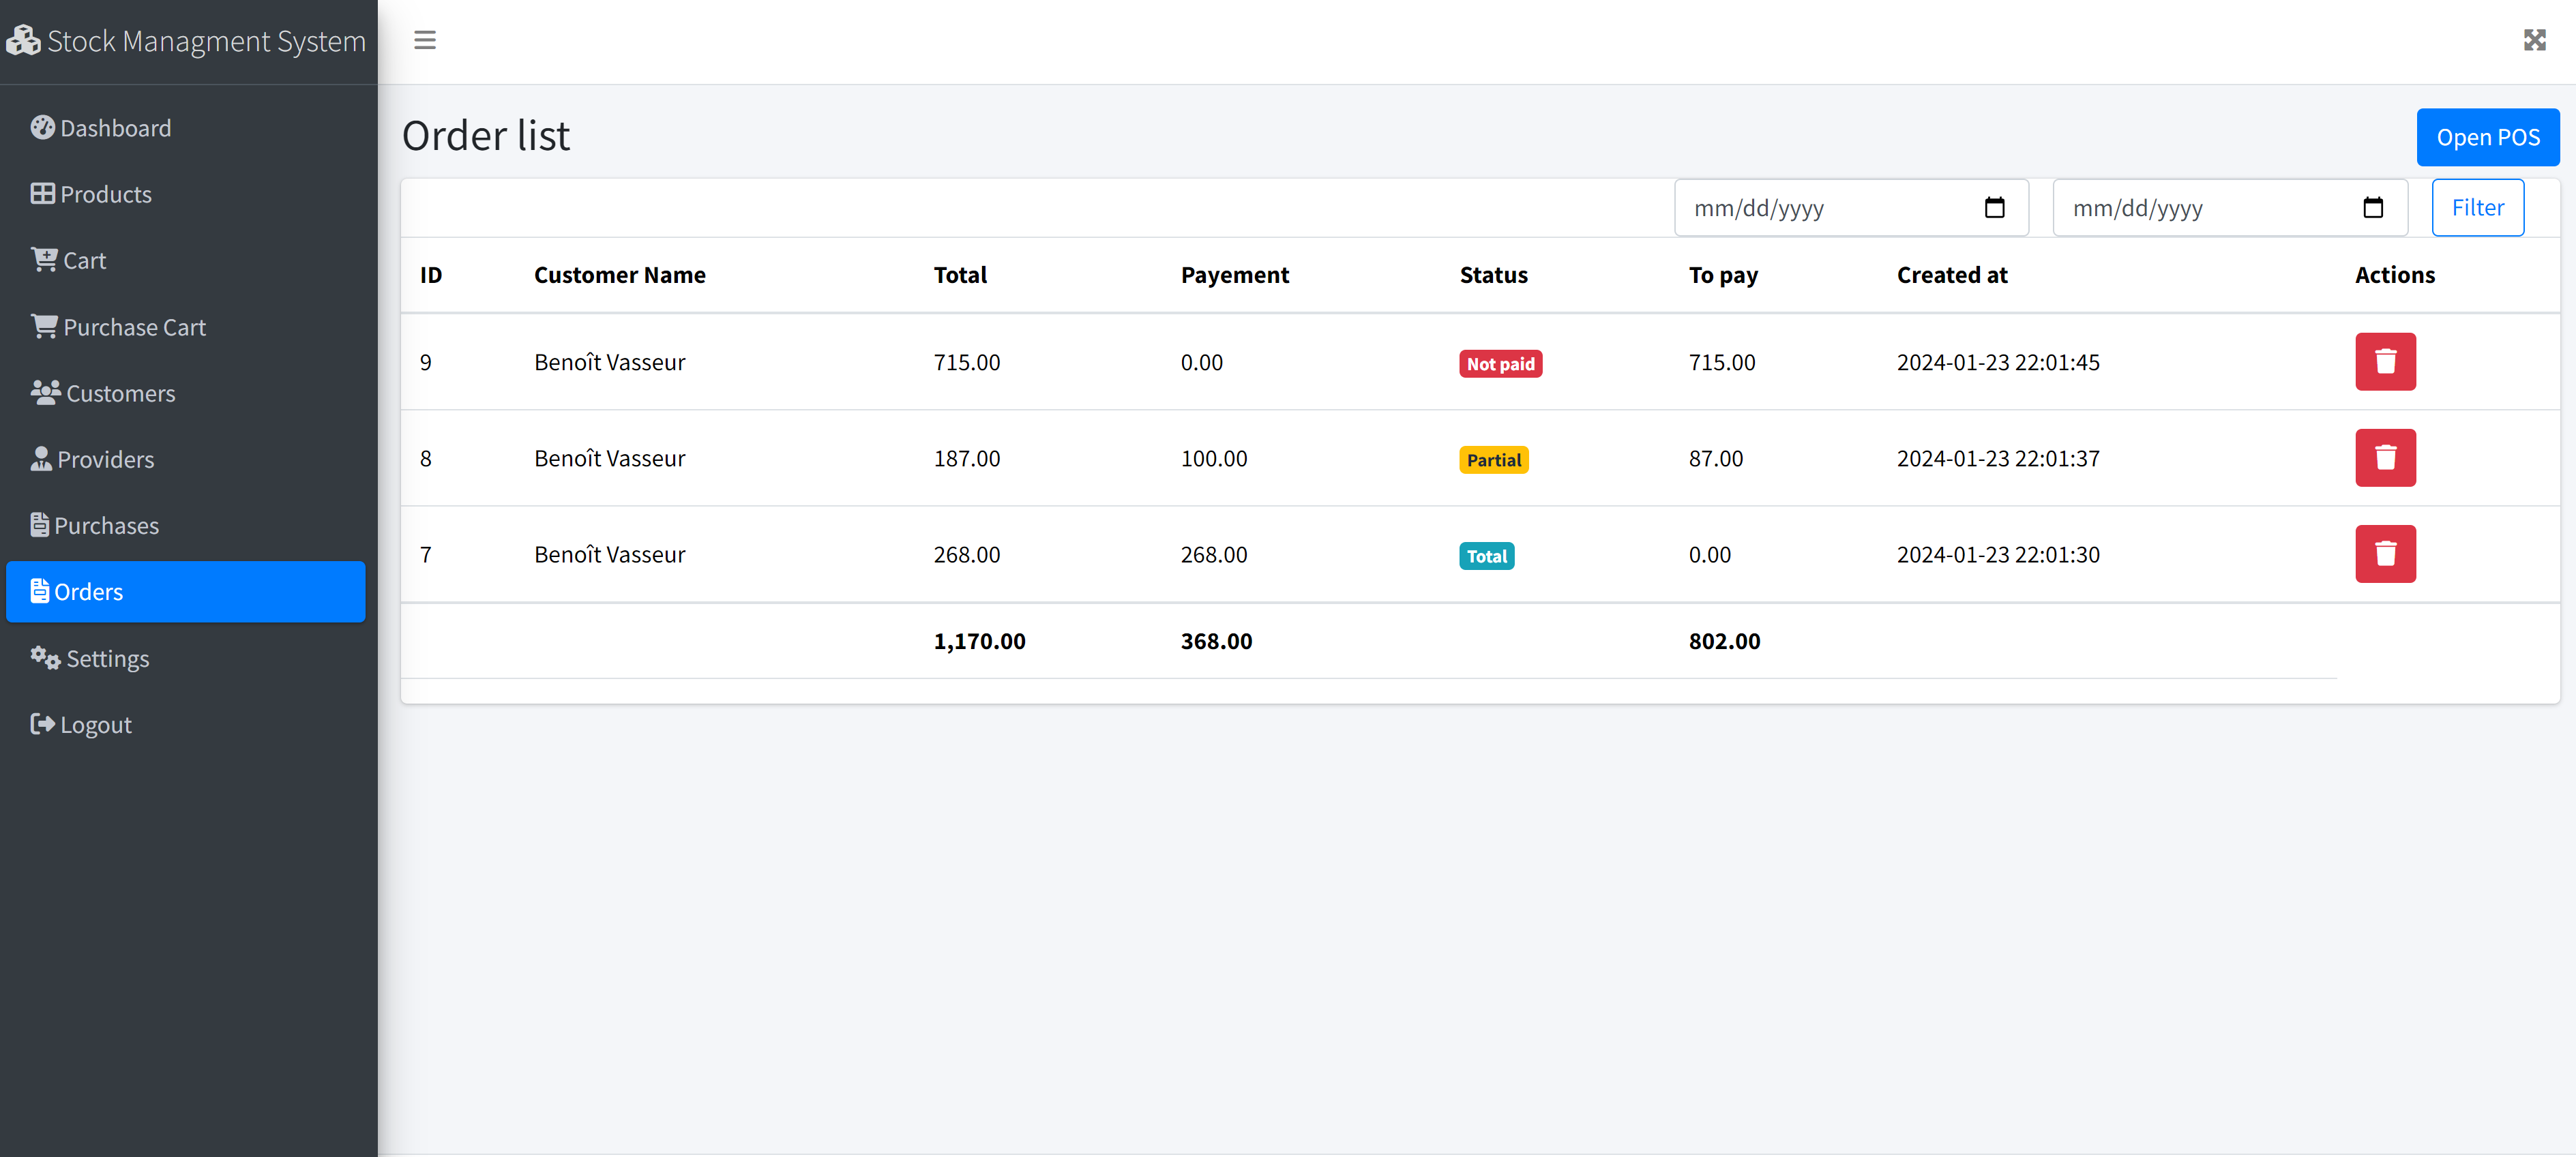 Stock Managment System
Dashboard
Products
Cart
Purchase Cart
Customers
Providers
Purchases
Orders
Settings
Logout
Order list
Open POS
mm/dd/yyyy mm/dd/yyyy Filter
ID Customer Name Total Payement Status To pay Created at Actions
9 Benoît Vasseur 715.00 0.00 Not paid 715.00 2024-01-23 22:01:45
8 Benoît Vasseur 187.00 100.00 Partial 87.00 2024-01-23 22:01:37
7 Benoît Vasseur 268.00 268.00 Total 0.00 2024-01-23 22:01:30
1,170.00 368.00 802.00